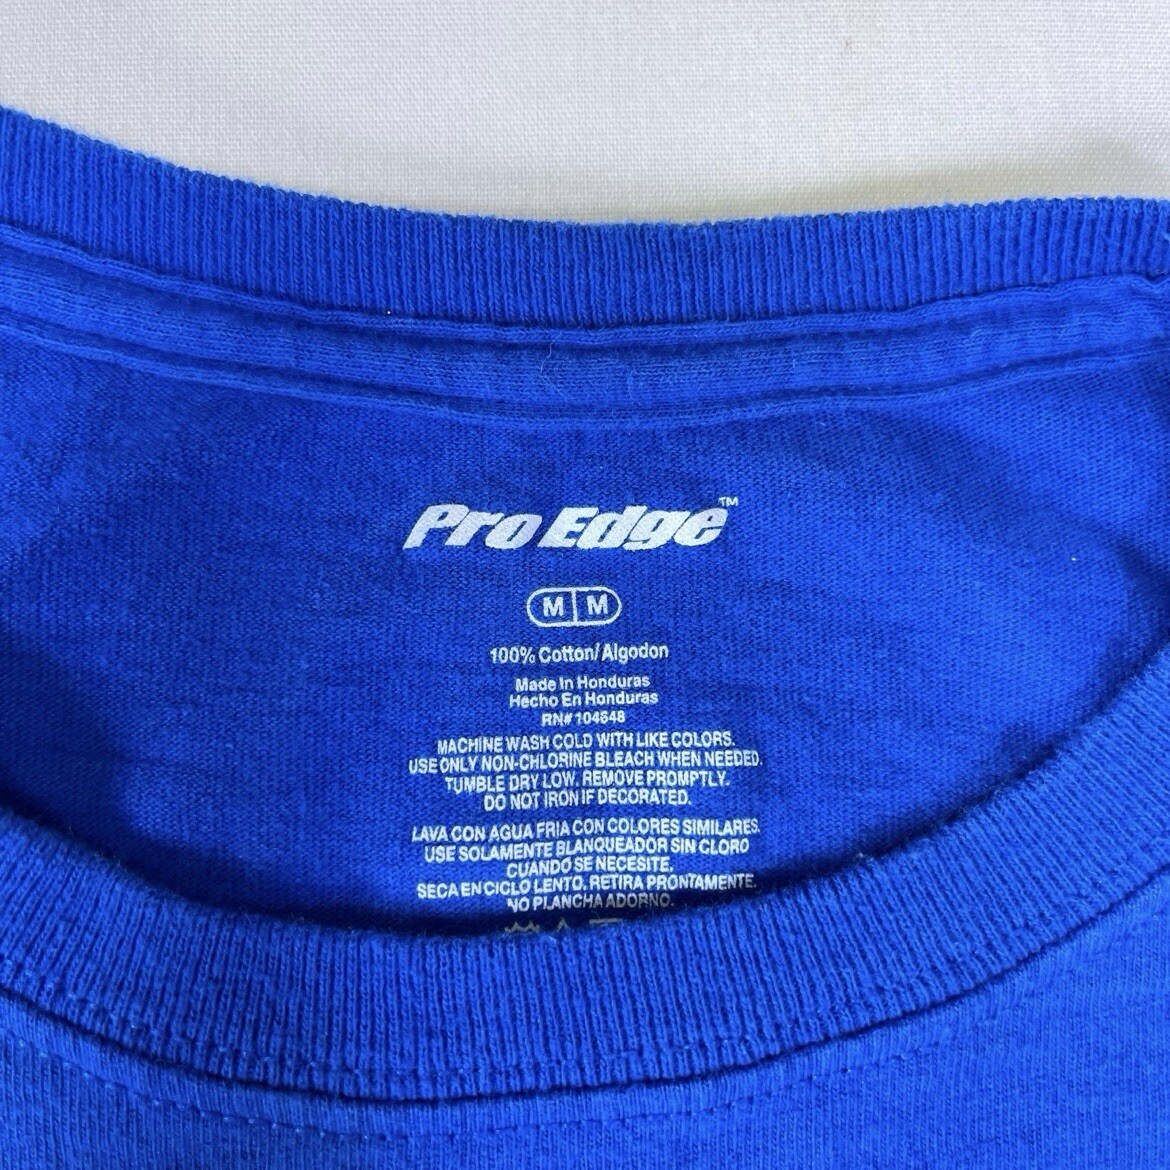 Pro Edge™
M M
100% Cotton/Algodon
Made In Honduras
Hecho En Honduras
RN# 104648
MACHINE WASH COLD WITH LIKE COLORS.
USE ONLY NON-CHLORINE BLEACH WHEN NEEDED.
TUMBLE DRY LOW. REMOVE PROMPTLY.
DO NOT IRON IF DECORATED.
LAVA CON AGUA FRIA CON COLORES SIMILARES.
USE SOLAMENTE BLANQUEADOR SIN CLORO
CUANDO SE NECESITE.
SECA EN CICLO LENTO. RETIRA PRONTAMENTE.
NO PLANCHA ADORNO.